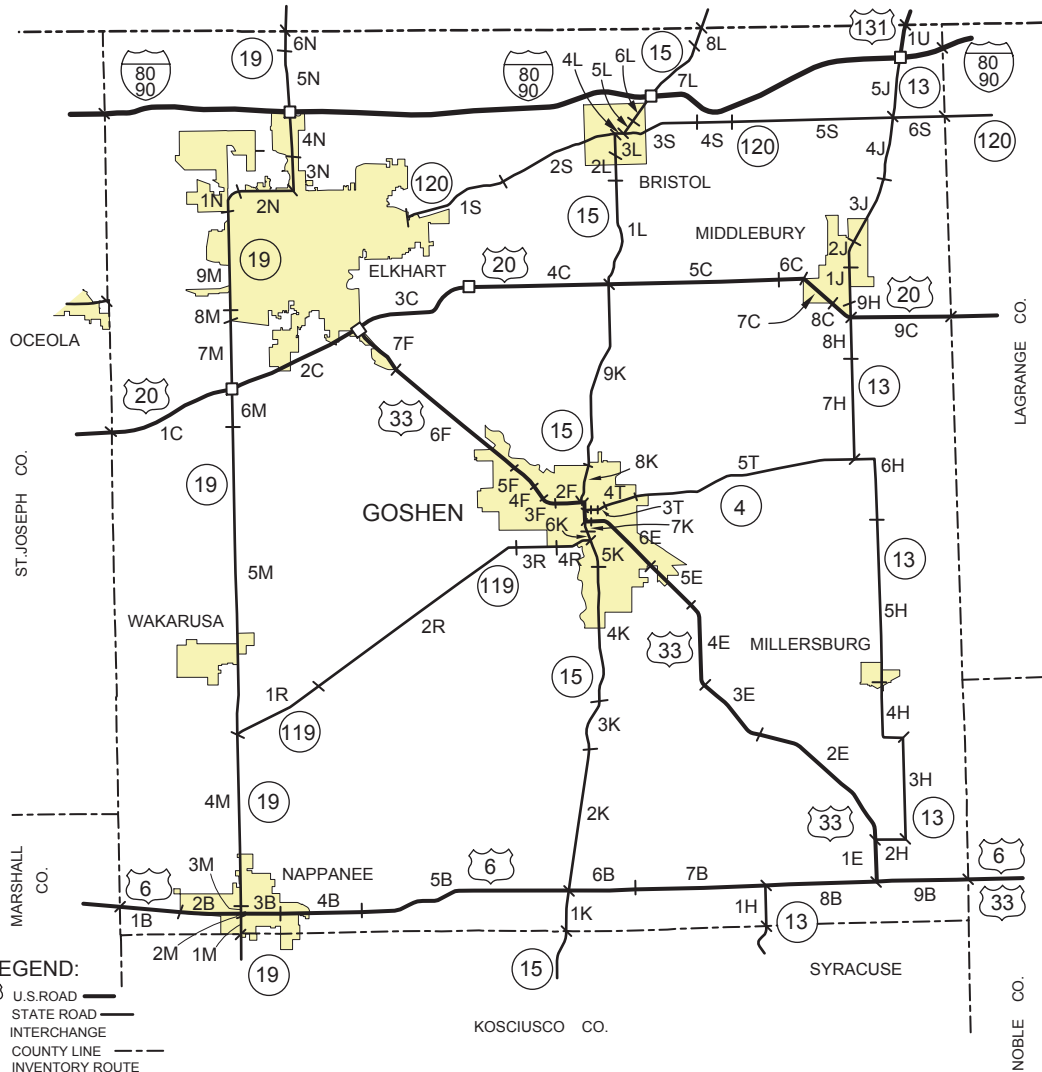 131
1U
6N
19
15
8L
80
90
80
90
4L
5L
6L
7L
5J
13
80
90
5N
4N
3N
120
3L
3S
4S
120
5S
6S
120
2S
2L
BRISTOL
4J
1N
2N
1S
15
3J
19
1L
MIDDLEBURY
2J
9M
ELKHART
20
4C
5C
6C
1J
3C
9H
20
OCEOLA
8M
7C
8C
9C
7M
7F
8H
2C
20
6M
9K
13
7H
1C
33
LAGRANGE CO.
6F
15
19
8K
5T
6H
5F
4F
2F
4T
GOSHEN
3F
3T
4
6K
7K
6E
ST.JOSEPH CO.
3R
4R
5K
13
119
5E
5M
5H
WAKARUSA
2R
4K
33
4E
MILLERSBURG
15
3E
1R
4H
119
3K
2E
3H
4M
19
2K
33
13
MARSHALL CO.
3M
NAPPANEE
1E
2H
6
6
5B
6
6B
7B
1B
2B
3B
4B
1H
8B
9B
33
2M
1M
1K
13
19
15
SYRACUSE
EGEND:
U.S.ROAD
STATE ROAD
INTERCHANGE
COUNTY LINE
INVENTORY ROUTE
KOSCIUSCO CO.
NOBLE CO.